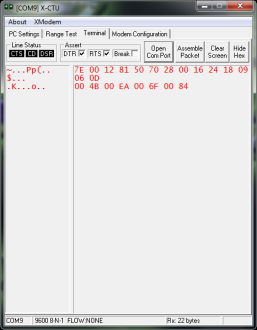 [COM9] X-CTU
About XModem
PC Settings Range Test Terminal Modem Configuration
Line Status Assert
CTS CD DSR DTR RTS Break
Open Com Port
Assemble Packet
Clear Screen
Hide Hex
~...Pp(.. 7E 00 12 81 50 70 28 00 16 24 18 09
$... 06 0D
.K...o.. 00 4B 00 EA 00 6F 00 84
COM9 9600 8-N-1 FLOW:NONE Rx: 22 bytes